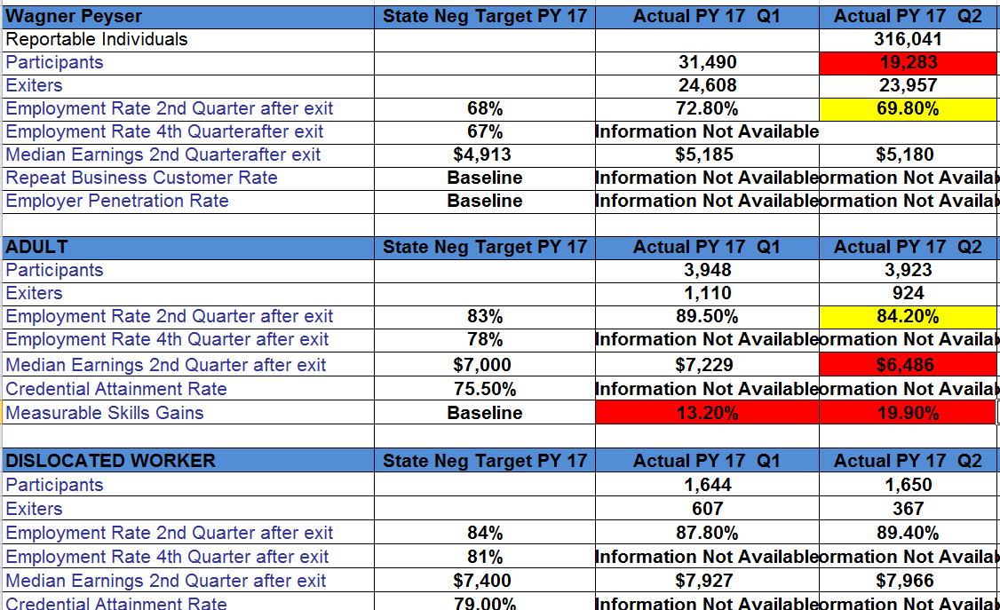 Wagner Peyser State Neg Target PY 17 Actual PY 17 Q1 Actual PY 17 Q2
Reportable Individuals 316,041
Participants 31,490 19,283
Exiters 24,608 23,957
Employment Rate 2nd Quarter after exit 68% 72.80% 69.80%
Employment Rate 4th Quarterafter exit 67% Information Not Available
Median Earnings 2nd Quarterafter exit $4,913 $5,185 $5,180
Repeat Business Customer Rate Baseline Information Not Available ormation Not Availab
Employer Penetration Rate Baseline Information Not Available ormation Not Availab
ADULT State Neg Target PY 17 Actual PY 17 Q1 Actual PY 17 Q2
Participants 3,948 3,923
Exiters 1,110 924
Employment Rate 2nd Quarter after exit 83% 89.50% 84.20%
Employment Rate 4th Quarter after exit 78% Information Not Available ormation Not Availab
Median Earnings 2nd Quarter after exit $7,000 $7,229 $6,486
Credential Attainment Rate 75.50% Information Not Available ormation Not Availab
Measurable Skills Gains Baseline 13.20% 19.90%
DISLOCATED WORKER State Neg Target PY 17 Actual PY 17 Q1 Actual PY 17 Q2
Participants 1,644 1,650
Exiters 607 367
Employment Rate 2nd Quarter after exit 84% 87.80% 89.40%
Employment Rate 4th Quarter after exit 81% Information Not Available ormation Not Availab
Median Earnings 2nd Quarter after exit $7,400 $7,927 $7,966
Credential Attainment Rate 79.00% Information Not Available ormation Not Availab